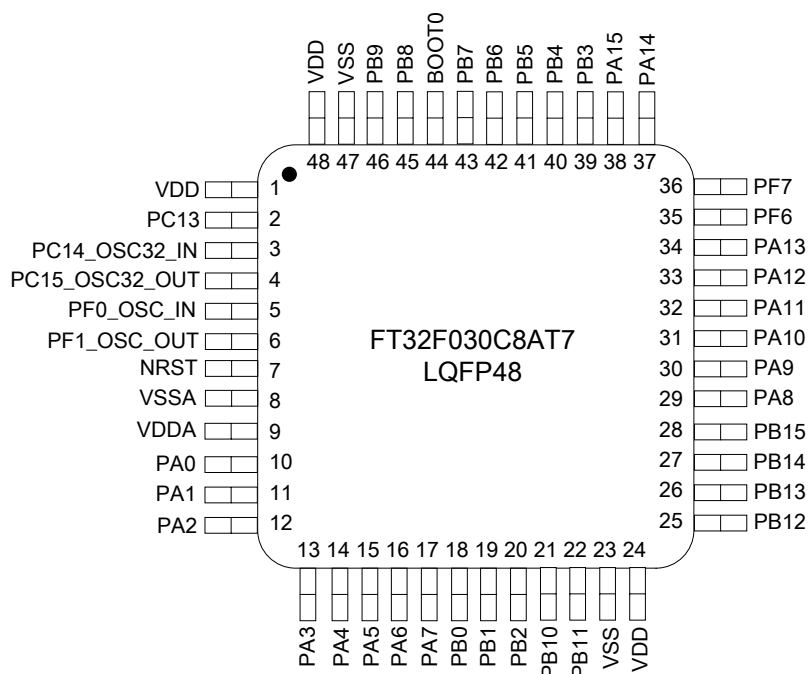 VDD VSS PB9 PB8 BOOT0 PB7 PB6 PB5 PB4 PB3 PA15 PA14
48 47 46 45 44 43 42 41 40 39 38 37
VDD 1
PC13 2
PC14_OSC32_IN 3
PC15_OSC32_OUT 4
PF0_OSC_IN 5
PF1_OSC_OUT 6
NRST 7
VSSA 8
VDDA 9
PA0 10
PA1 11
PA2 12
FT32F030C8AT7
LQFP48
36 PF7
35 PF6
34 PA13
33 PA12
32 PA11
31 PA10
30 PA9
29 PA8
28 PB15
27 PB14
26 PB13
25 PB12
13 14 15 16 17 18 19 20 21 22 23 24
PA3 PA4 PA5 PA6 PA7 PB0 PB1 PB2 PB10 PB11 VSS VDD